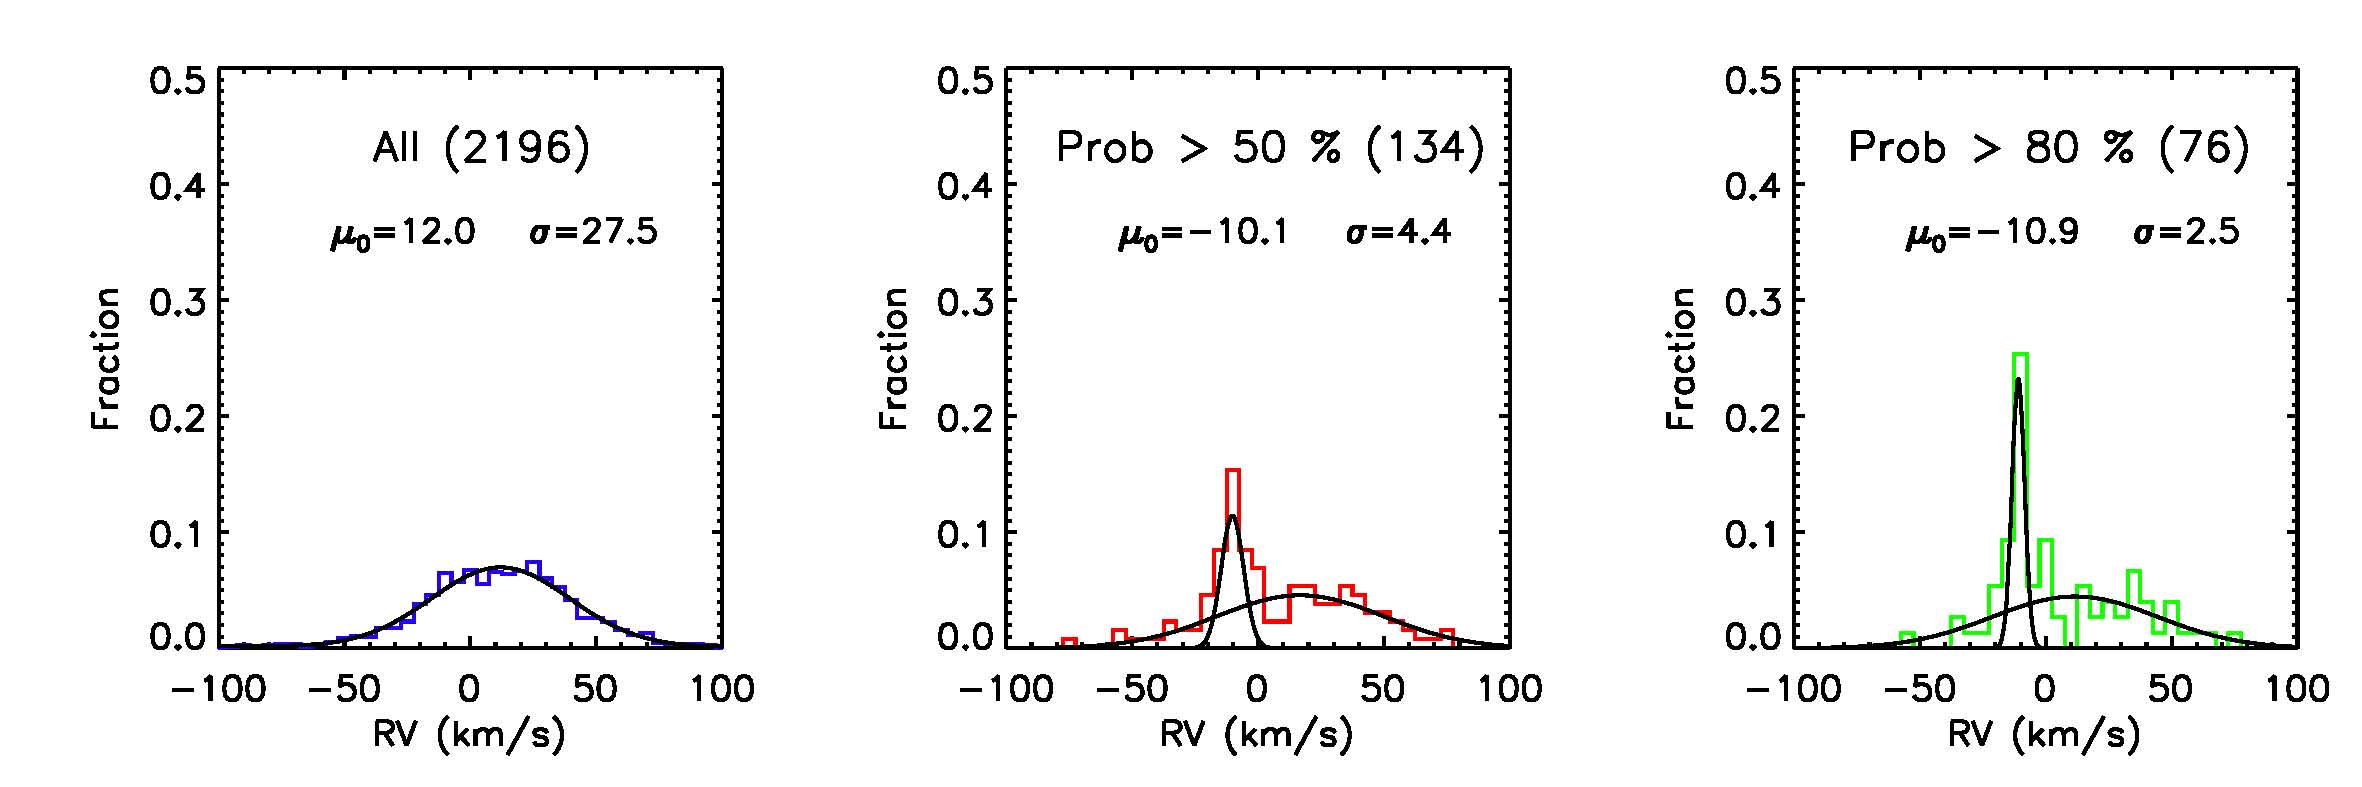 0.5
0.4
0.3
0.2
0.1
0.0
Fraction
All (2196)
μ₀=12.0 σ=27.5
−100 −50 0 50 100
RV (km/s)
0.5
0.4
0.3
0.2
0.1
0.0
Fraction
Prob > 50 % (134)
μ₀=−10.1 σ=4.4
−100 −50 0 50 100
RV (km/s)
0.5
0.4
0.3
0.2
0.1
0.0
Fraction
Prob > 80 % (76)
μ₀=−10.9 σ=2.5
−100 −50 0 50 100
RV (km/s)